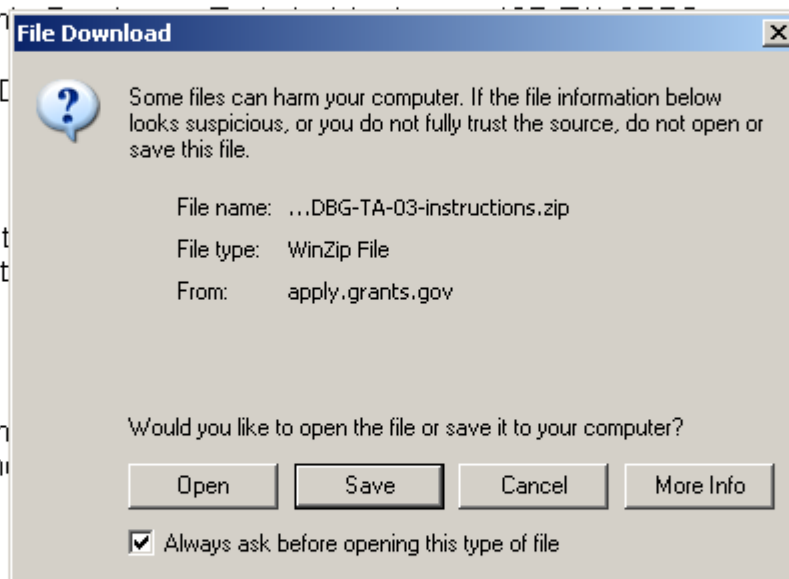 File Download
Some files can harm your computer. If the file information below
looks suspicious, or you do not fully trust the source, do not open or
save this file.
File name: ...DBG-TA-03-instructions.zip
File type: WinZip File
From: apply.grants.gov
Would you like to open the file or save it to your computer?
Open Save Cancel More Info
Always ask before opening this type of file